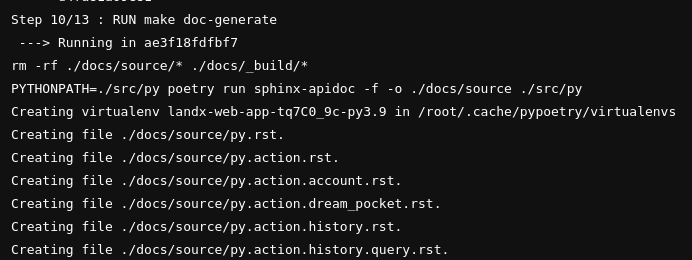 Step 10/13 : RUN make doc-generate
---> Running in ae3f18fdfbf7
rm -rf ./docs/source/* ./docs/_build/*
PYTHONPATH=./src/py poetry run sphinx-apidoc -f -o ./docs/source ./src/py
Creating virtualenv landx-web-app-tq7C0_9c-py3.9 in /root/.cache/pypoetry/virtualenvs
Creating file ./docs/source/py.rst.
Creating file ./docs/source/py.action.rst.
Creating file ./docs/source/py.action.account.rst.
Creating file ./docs/source/py.action.dream_pocket.rst.
Creating file ./docs/source/py.action.history.rst.
Creating file ./docs/source/py.action.history.query.rst.